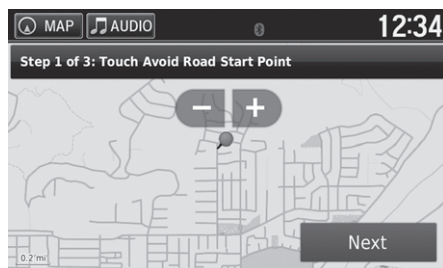 MAP
AUDIO
12:34
Step 1 of 3: Touch Avoid Road Start Point
− +
0.2 mi
Next